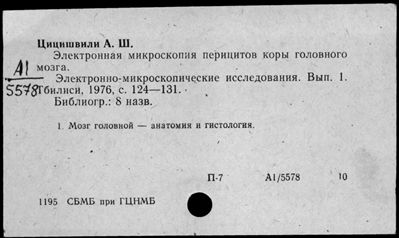 Цицишвили А. Ш.
Электронная микроскопия перицитов коры головного
мозга.
А1
Электронно-микроскопические исследования. Вып. 1.
5578
Тбилиси, 1976, с. 124—131.
Библиогр.: 8 назв.
1. Мозг головной — анатомия и гистология.
П-7 А1/5578 10
1195 СБМБ при ГЦНМБ